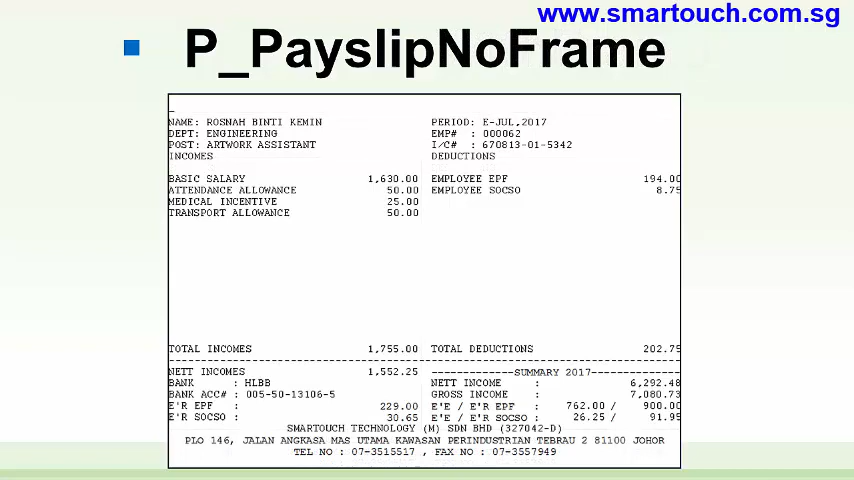 www.smartouch.com.sg
P_PayslipNoFrame
NAME: ROSNAH BINTI KEMIN PERIOD: E-JUL,2017
DEPT: ENGINEERING EMP# : 000062
POST: ARTWORK ASSISTANT I/C# : 670813-01-5342
INCOMES DEDUCTIONS
BASIC SALARY 1,630.00 EMPLOYEE EPF 194.00
ATTENDANCE ALLOWANCE 50.00 EMPLOYEE SOCSO 8.75
MEDICAL INCENTIVE 25.00
TRANSPORT ALLOWANCE 50.00
TOTAL INCOMES 1,755.00 TOTAL DEDUCTIONS 202.75
NETT INCOMES 1,552.25 -------------SUMMARY 2017-------------
BANK : HLBB NETT INCOME : 6,292.48
BANK ACC# : 005-50-13106-5 GROSS INCOME : 7,080.73
E'R EPF : 229.00 E'E / E'R EPF : 762.00 / 900.00
E'R SOCSO : 30.65 E'E / E'R SOCSO : 26.25 / 91.95
SMARTOUCH TECHNOLOGY (M) SDN BHD (327042-D)
PLO 146, JALAN ANGKASA MAS UTAMA KAWASAN PERINDUSTRIAN TEBRAU 2 81100 JOHOR
TEL NO : 07-3515517 , FAX NO : 07-3557949